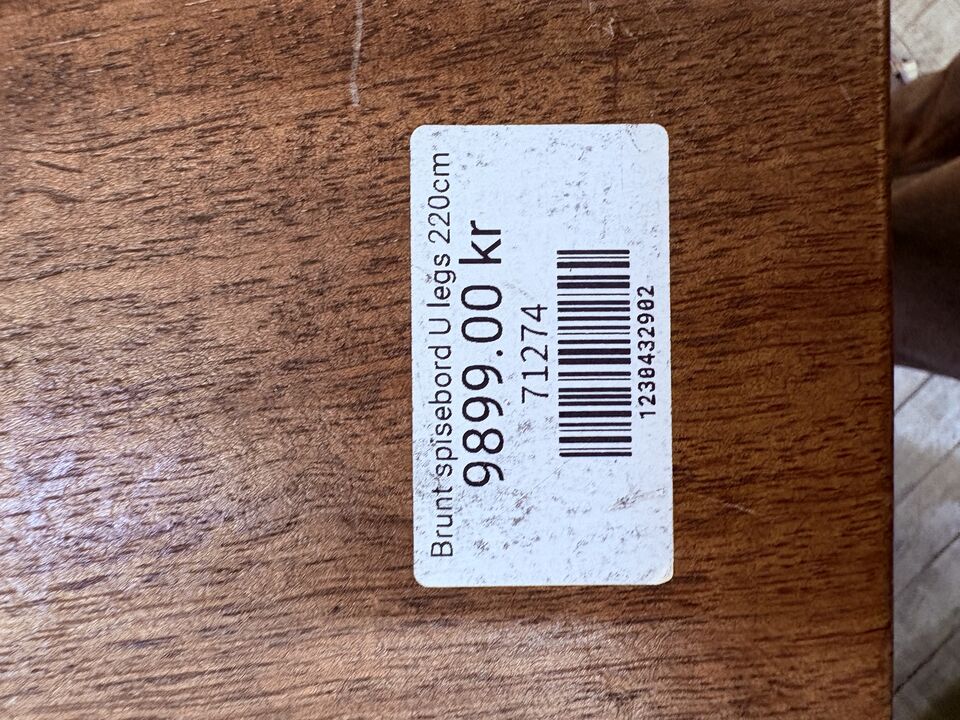 Brunt spisebord U legs 220cm
9899.00 kr
71274
1230432902